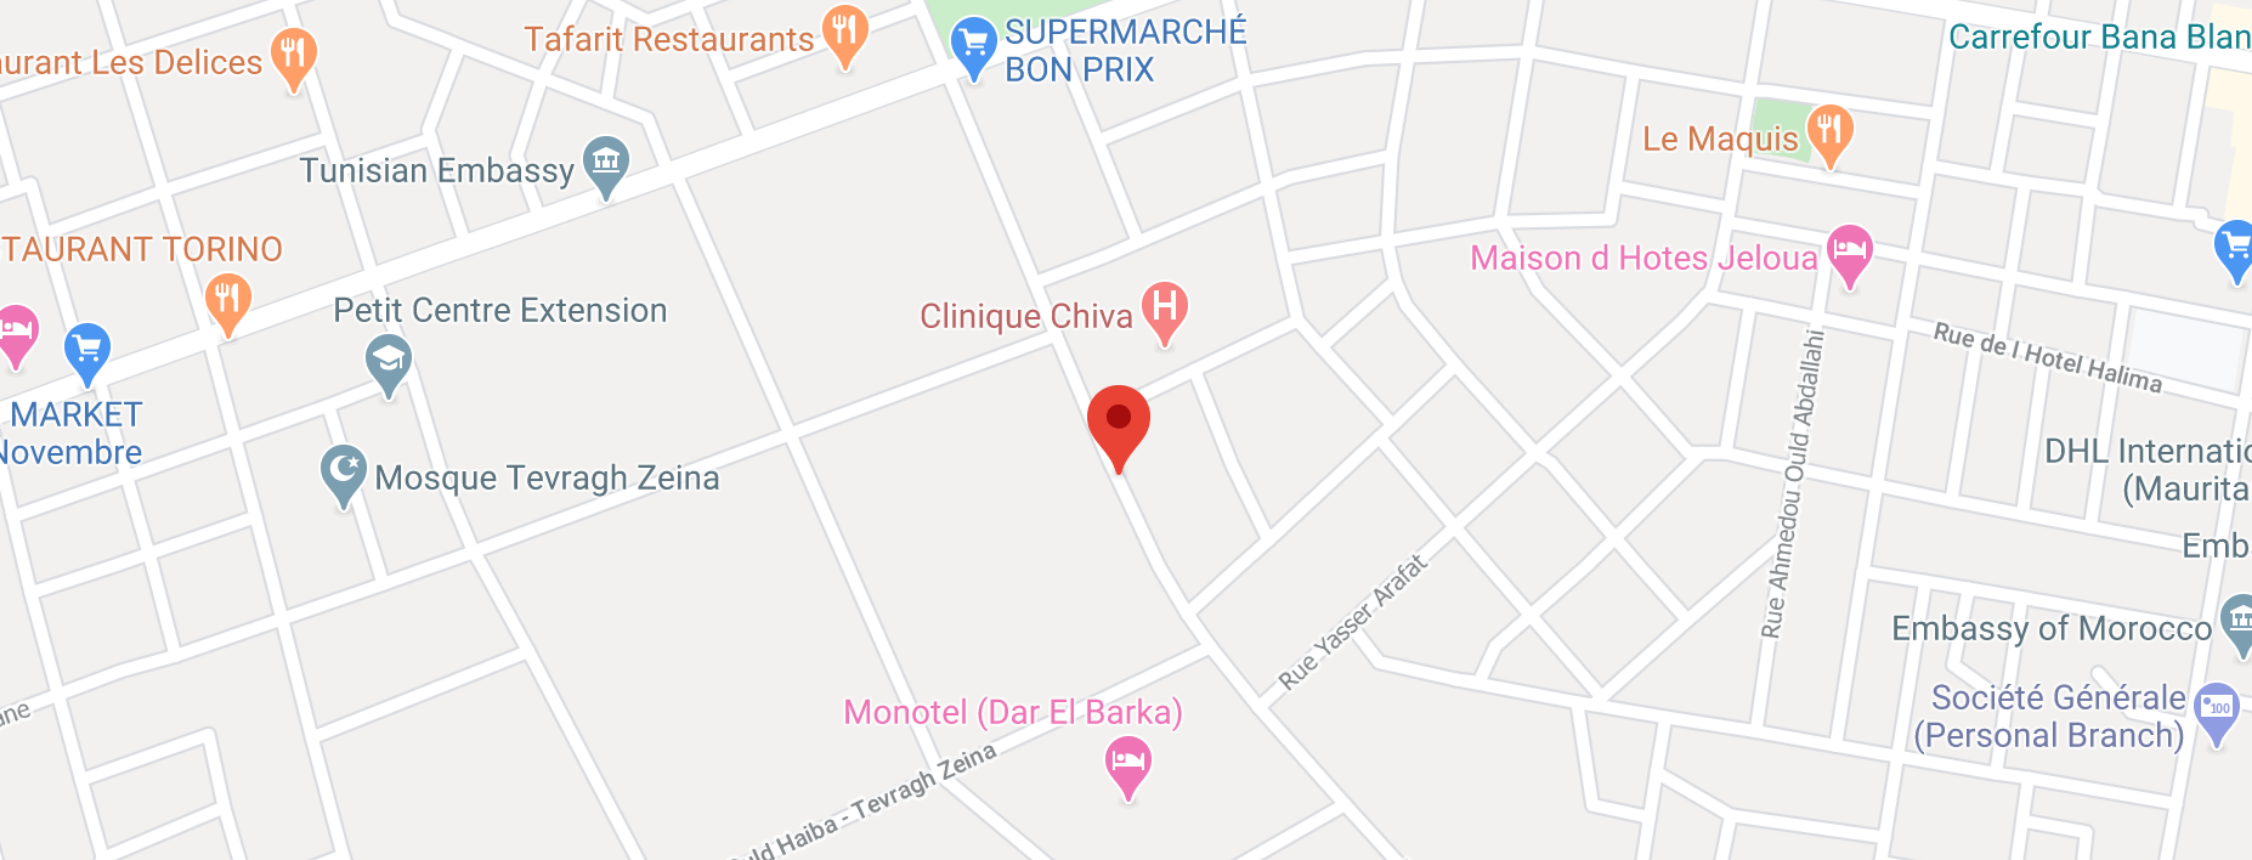 SUPERMARCHÉ
BON PRIX
Tafarit Restaurants
Carrefour Bana Blan
urant Les Delices
Le Maquis
Tunisian Embassy
TAURANT TORINO
Maison d Hotes Jeloua
Petit Centre Extension
Clinique Chiva
H
Rue de l Hotel Halima
Rue Ahmedou Ould Abdallahi
MARKET
Novembre
Mosque Tevragh Zeina
DHL Internatio
(Maurita
Emb
Rue Yasser Arafat
Embassy of Morocco
Monotel (Dar El Barka)
Société Générale
(Personal Branch)
100
ane
uld Haiba - Tevragh Zeina